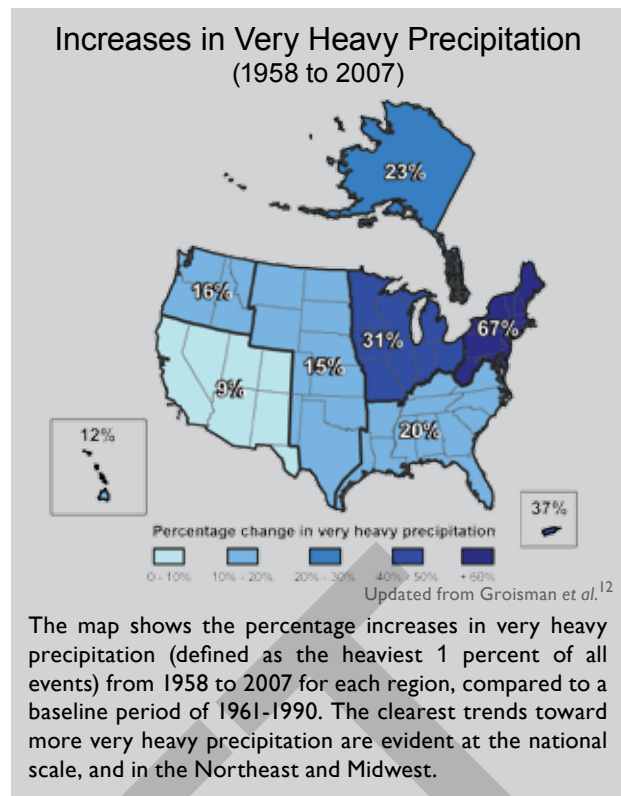 Increases in Very Heavy Precipitation
(1958 to 2007)
23%
16%
67%
31%
15%
9%
20%
12%
37%
Percentage change in very heavy precipitation
0 - 10% 10% - 20% 20% - 30% 40% - 50% + 60%
Updated from Groisman et al.12
The map shows the percentage increases in very heavy
precipitation (defined as the heaviest 1 percent of all
events) from 1958 to 2007 for each region, compared to a
baseline period of 1961-1990. The clearest trends toward
more very heavy precipitation are evident at the national
scale, and in the Northeast and Midwest.